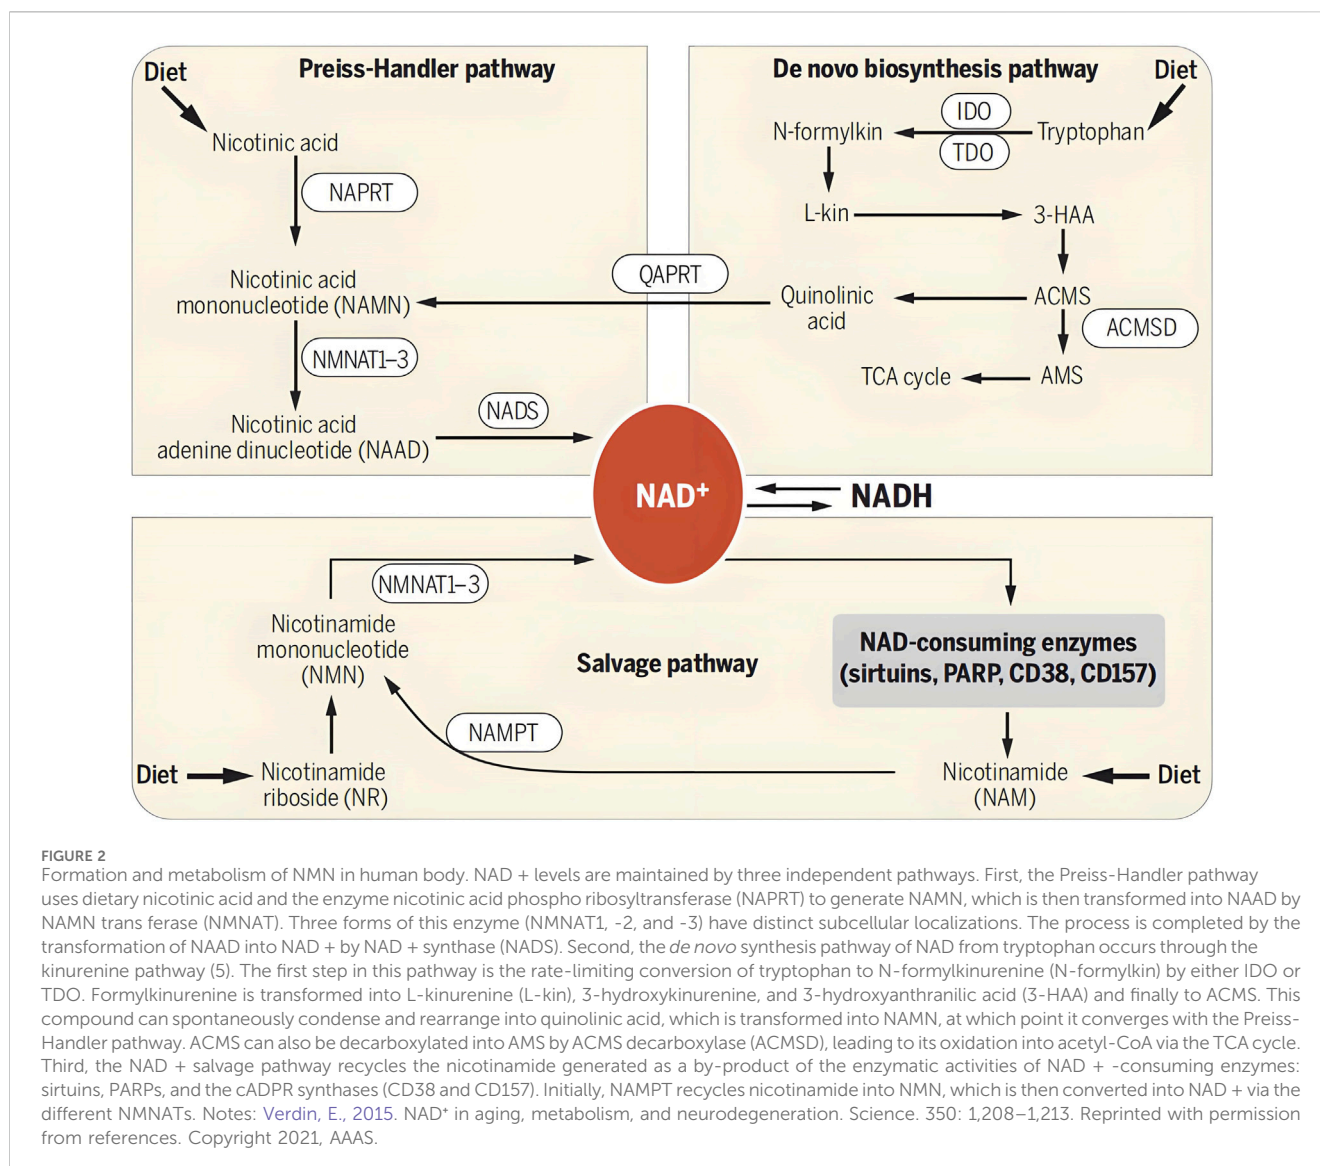 Preiss-Handler pathway
Diet
Nicotinic acid
NAPRT
Nicotinic acid
mononucleotide (NAMN)
NMNAT1–3
Nicotinic acid
adenine dinucleotide (NAAD)
NADS
De novo biosynthesis pathway
Diet
IDO
N-formylkin
Tryptophan
TDO
L-kin
3-HAA
QAPRT
Quinolinic
acid
ACMS
ACMSD
TCA cycle
AMS
NAD+
NADH
NMNAT1–3
Nicotinamide
mononucleotide
(NMN)
Salvage pathway
NAD-consuming enzymes
(sirtuins, PARP, CD38, CD157)
NAMPT
Diet
Nicotinamide
riboside (NR)
Nicotinamide
(NAM)
Diet
FIGURE 2
Formation and metabolism of NMN in human body. NAD + levels are maintained by three independent pathways. First, the Preiss-Handler pathway
uses dietary nicotinic acid and the enzyme nicotinic acid phospho ribosyltransferase (NAPRT) to generate NAMN, which is then transformed into NAAD by
NAMN trans ferase (NMNAT). Three forms of this enzyme (NMNAT1, -2, and -3) have distinct subcellular localizations. The process is completed by the
transformation of NAAD into NAD + by NAD + synthase (NADS). Second, the de novo synthesis pathway of NAD from tryptophan occurs through the
kinurenine pathway (5). The first step in this pathway is the rate-limiting conversion of tryptophan to N-formylkinurenine (N-formylkin) by either IDO or
TDO. Formylkinurenine is transformed into L-kinurenine (L-kin), 3-hydroxykinurenine, and 3-hydroxyanthranilic acid (3-HAA) and finally to ACMS. This
compound can spontaneously condense and rearrange into quinolinic acid, which is transformed into NAMN, at which point it converges with the Preiss-
Handler pathway. ACMS can also be decarboxylated into AMS by ACMS decarboxylase (ACMSD), leading to its oxidation into acetyl-CoA via the TCA cycle.
Third, the NAD + salvage pathway recycles the nicotinamide generated as a by-product of the enzymatic activities of NAD + -consuming enzymes:
sirtuins, PARPs, and the cADPR synthases (CD38 and CD157). Initially, NAMPT recycles nicotinamide into NMN, which is then converted into NAD + via the
different NMNATs. Notes: Verdin, E., 2015. NAD⁺ in aging, metabolism, and neurodegeneration. Science. 350: 1,208–1,213. Reprinted with permission
from references. Copyright 2021, AAAS.